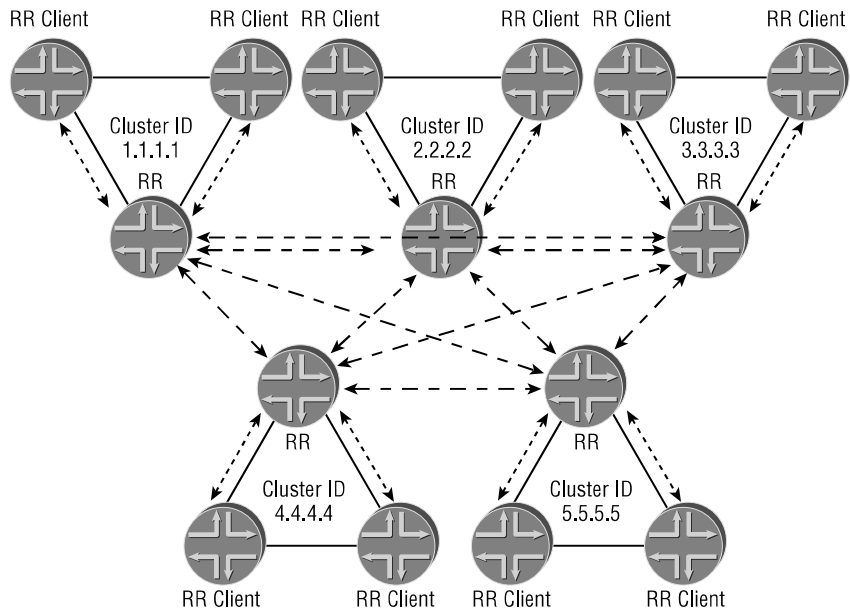 RR Client
RR Client
RR Client
RR Client
RR Client
RR Client
Cluster ID
1.1.1.1
Cluster ID
2.2.2.2
Cluster ID
3.3.3.3
RR
RR
RR
RR
RR
Cluster ID
4.4.4.4
Cluster ID
5.5.5.5
RR Client
RR Client
RR Client
RR Client